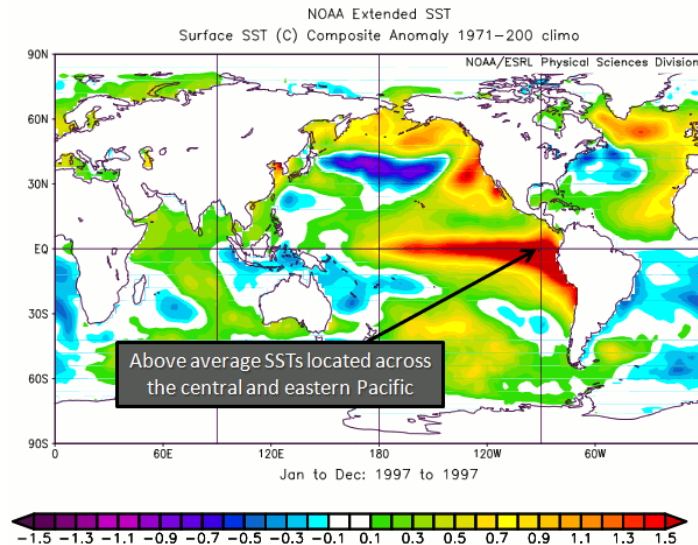 NOAA Extended SST
Surface SST (C) Composite Anomaly 1971-200 climo
NOAA/ESRL Physical Sciences Division
90N
60N
30N
EQ
30S
60S
90S
Above average SSTs located across
the central and eastern Pacific
0 60E 120E 180 120W 60W
Jan to Dec: 1997 to 1997
-1.5 -1.3 -1.1 -0.9 -0.7 -0.5 -0.3 -0.1 0.1 0.3 0.5 0.7 0.9 1.1 1.3 1.5